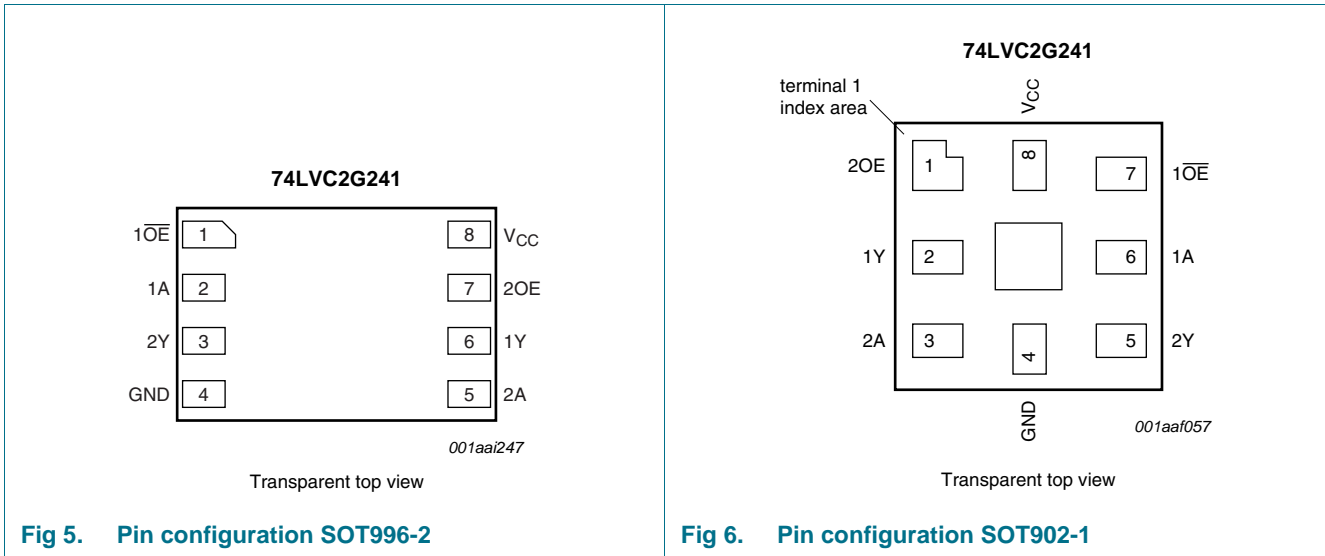 74LVC2G241
1O̅E̅ 1 8 VCC
1A 2 7 2OE
2Y 3 6 1Y
GND 4 5 2A
001aai247
Transparent top view
Fig 5. Pin configuration SOT996-2
74LVC2G241
terminal 1
index area
VCC
2OE 1 8 7 1O̅E̅
1Y 2 6 1A
2A 3 4 5 2Y
GND
001aaf057
Transparent top view
Fig 6. Pin configuration SOT902-1